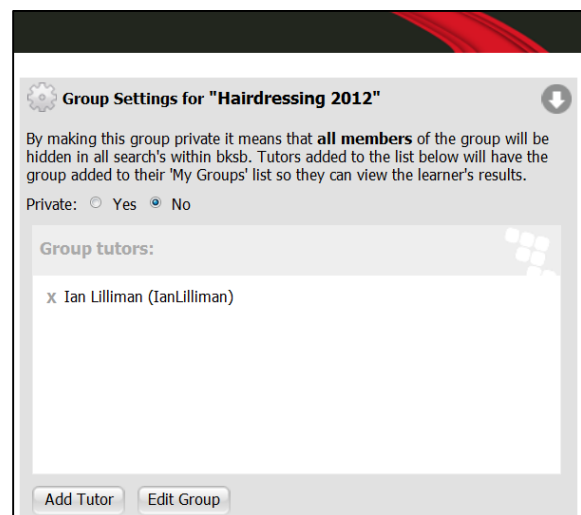 Group Settings for "Hairdressing 2012"
By making this group private it means that all members of the group will be
hidden in all search's within bksb. Tutors added to the list below will have the
group added to their 'My Groups' list so they can view the learner's results.
Private: Yes No
Group tutors:
x Ian Lilliman (IanLilliman)
Add Tutor Edit Group